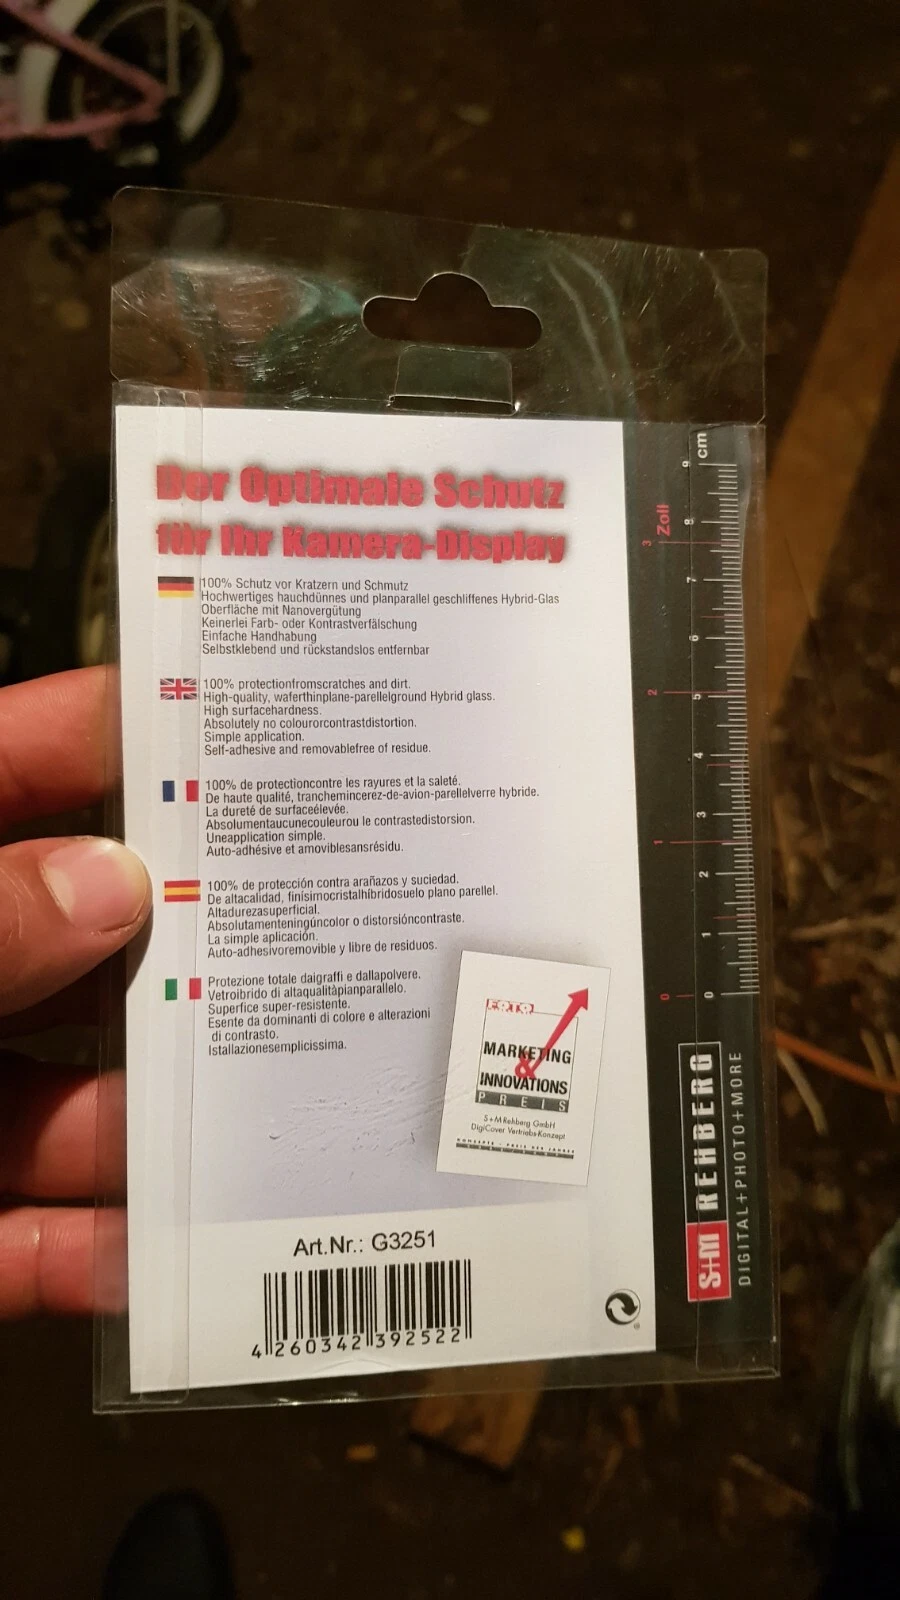 Der Optimale Schutz
für Ihr Kamera-Display
100% Schutz vor Kratzern und Schmutz
Hochwertiges hauchdünnes und planparallel geschliffenes Hybrid-Glas
Oberfläche mit Nanovergütung
Keinerlei Farb- oder Kontrastverfälschung
Einfache Handhabung
Selbstklebend und rückstandslos entfernbar
100% protectionfromscratches and dirt.
High-quality, waferthinplane-parellelground Hybrid glass.
High surfacehardness.
Absolutely no colourorcontrastdistortion.
Simple application.
Self-adhesive and removablefree of residue.
100% de protectioncontre les rayures et la saleté.
De haute qualité, tranchemincerez-de-avion-parellelverre hybride.
La dureté de surfaceélevée.
Absolumentaucunecouleurou le contrastedistorsion.
Uneapplication simple.
Auto-adhésive et amoviblesansrésidu.
100% de protección contra arañazos y suciedad.
De altacalidad, finísimocristalhíbridosuelo plano parellel.
Altadurezasuperficial.
Absolutamenteningúncolor o distorsióncontraste.
La simple aplicación.
Auto-adhesivoremovible y libre de residuos.
Protezione totale daigraffi e dallapolvere.
Vetroibrido di altaqualitàpianparallelo.
Superfice super-resistente.
Esente da dominanti di colore e alterazioni
di contrasto.
Istallazionesemplicissima.
FOTO
MARKETING
&
INNOVATIONS
PREIS
S+M Rehberg GmbH
DigiCover Vertriebs-Konzept
Art.Nr.: G3251
4 260342 392522
cm
9
8
7
6
5
4
3
2
1
0
Zoll
3
2
1
0
S+M REHBERG
DIGITAL+PHOTO+MORE